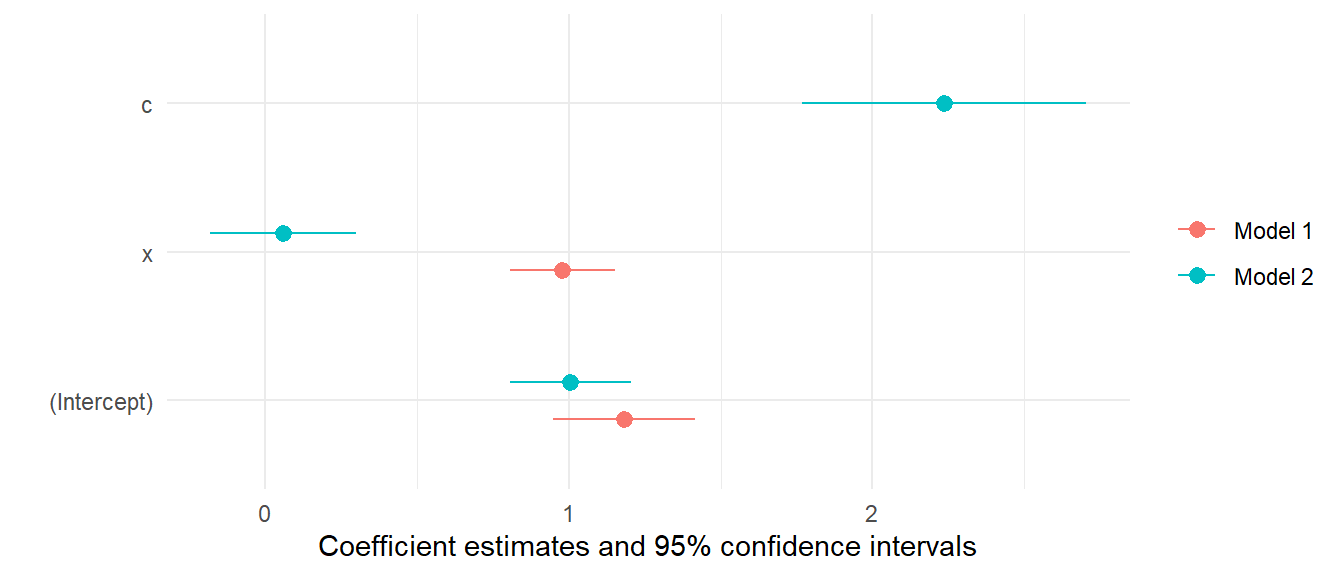 c
x
(Intercept)
0 1 2
Coefficient estimates and 95% confidence intervals
Model 1
Model 2